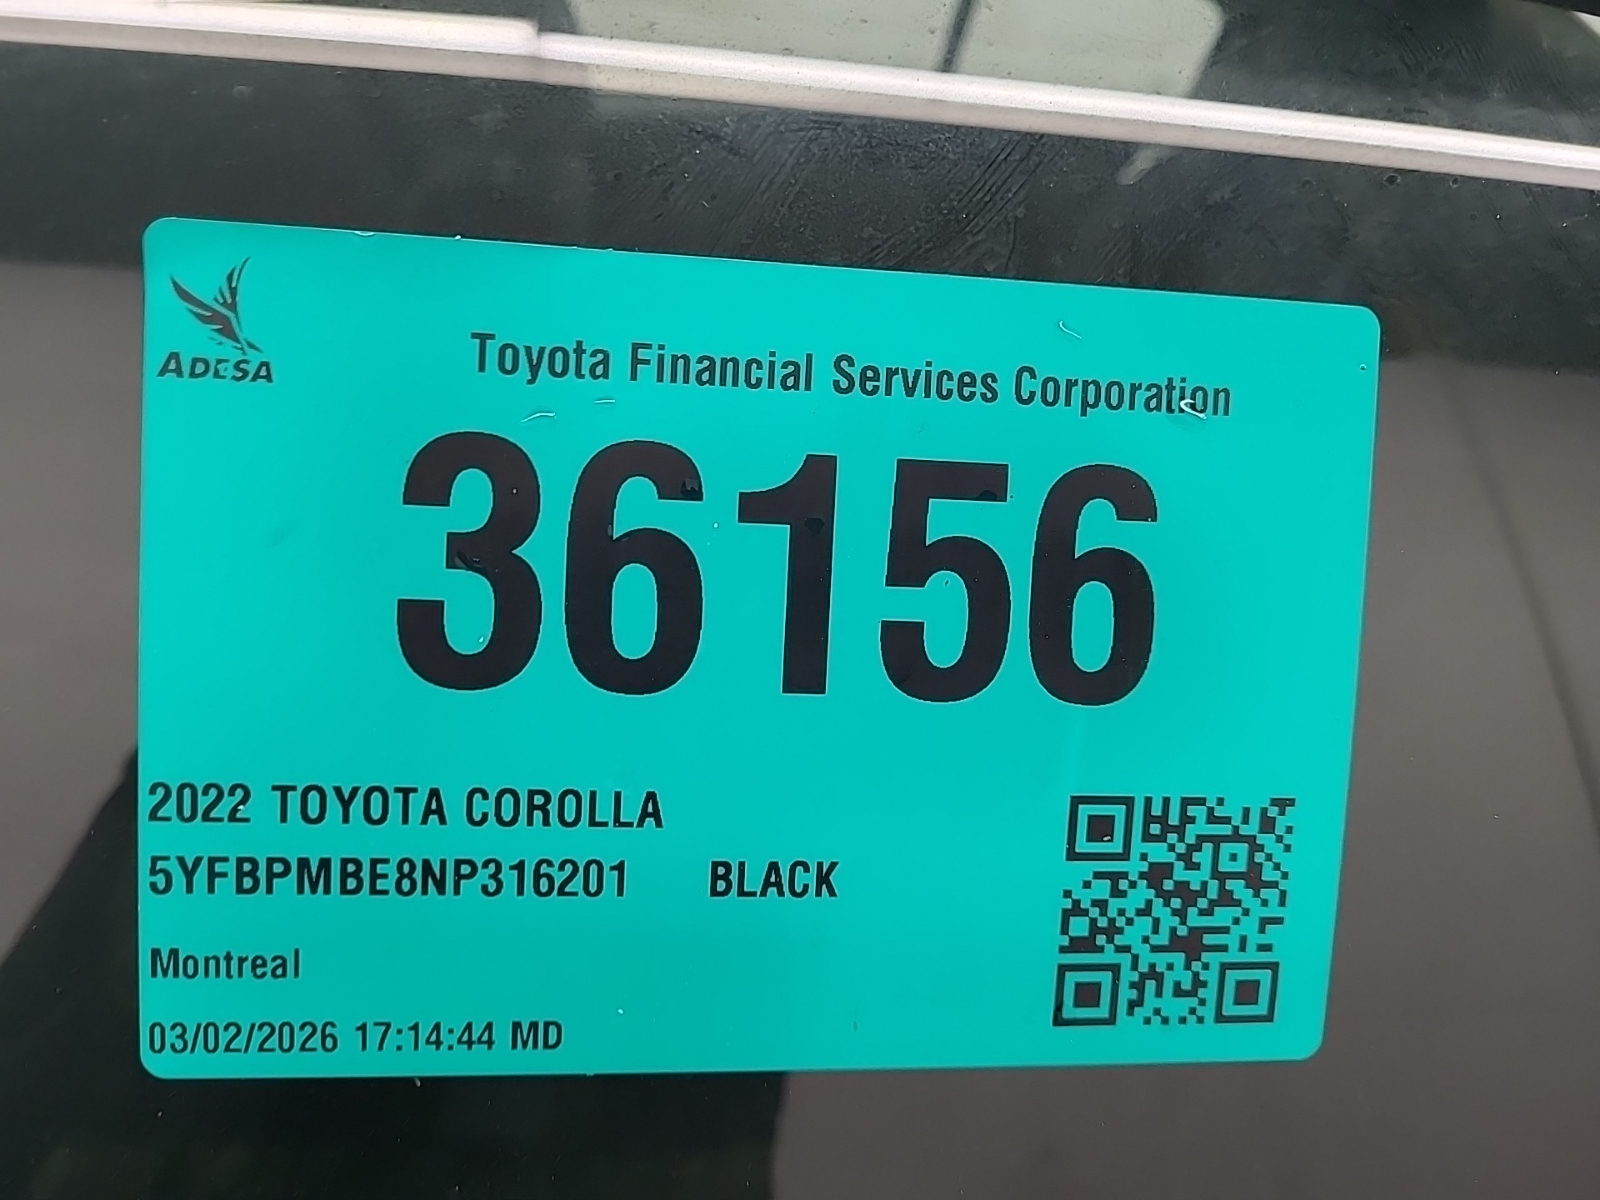 ADESA
Toyota Financial Services Corporation
36156
2022 TOYOTA COROLLA
5YFBPMBE8NP316201 BLACK
Montreal
03/02/2026 17:14:44 MD